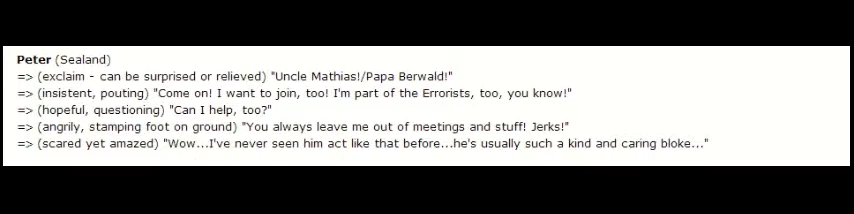 Peter (Sealand)
=> (exclaim - can be surprised or relieved) "Uncle Mathias!/Papa Berwald!"
=> (insistent, pouting) "Come on! I want to join, too! I'm part of the Errorists, too, you know!"
=> (hopeful, questioning) "Can I help, too?"
=> (angrily, stamping foot on ground) "You always leave me out of meetings and stuff! Jerks!"
=> (scared yet amazed) "Wow...I've never seen him act like that before...he's usually such a kind and caring bloke..."